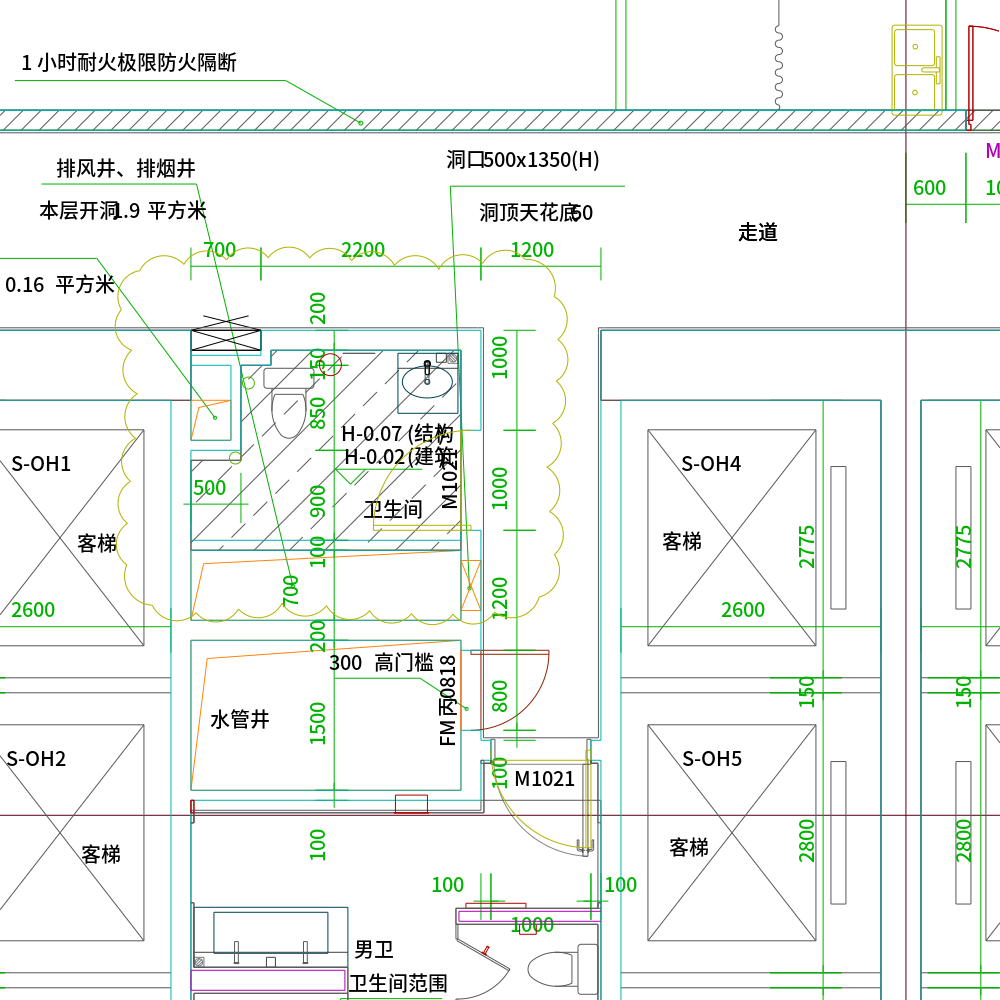 1 小时耐火极限防火隔断
排风井、排烟井
洞口500x1350(H)
M
600
本层开洞1.9 平方米
洞顶天花底50
走道
700
2200
1200
0.16 平方米
200
150
1000
850
H-0.07 (结构
H-0.02 (建筑
S-OH1
S-OH4
500
900
1000
卫生间
客梯
客梯
2775
2775
100
700
1200
2600
2600
200
300 高门槛
FM丙0818
800
150
150
水管井
1500
S-OH2
S-OH5
100
M1021
客梯
客梯
2800
2800
100
100
100
1000
男卫
卫生间范围